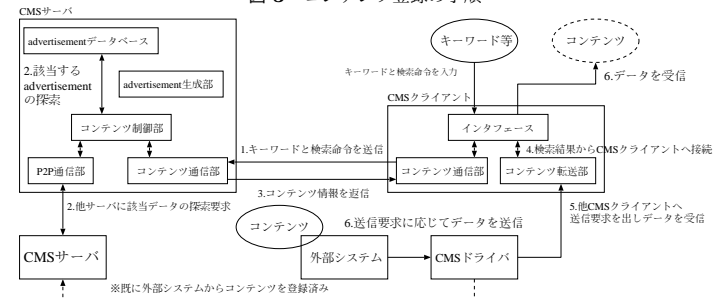 CMSサーバ
advertisementデータベース
2.該当する
advertisement
の探索
advertisement生成部
コンテンツ制御部
P2P通信部
コンテンツ通信部
2.他サーバに該当データの探索要求
CMSサーバ
※既に外部システムからコンテンツを登録済み
1.キーワードと検索命令を送信
3.コンテンツ情報を返信
キーワード等
キーワードと検索命令を入力
コンテンツ
6.データを受信
CMSクライアント
インタフェース
4.検索結果からCMSクライアントへ接続
コンテンツ通信部
コンテンツ転送部
5.他CMSクライアントへ
送信要求を出しデータを受信
コンテンツ
6.送信要求に応じてデータを送信
外部システム
CMSドライバ